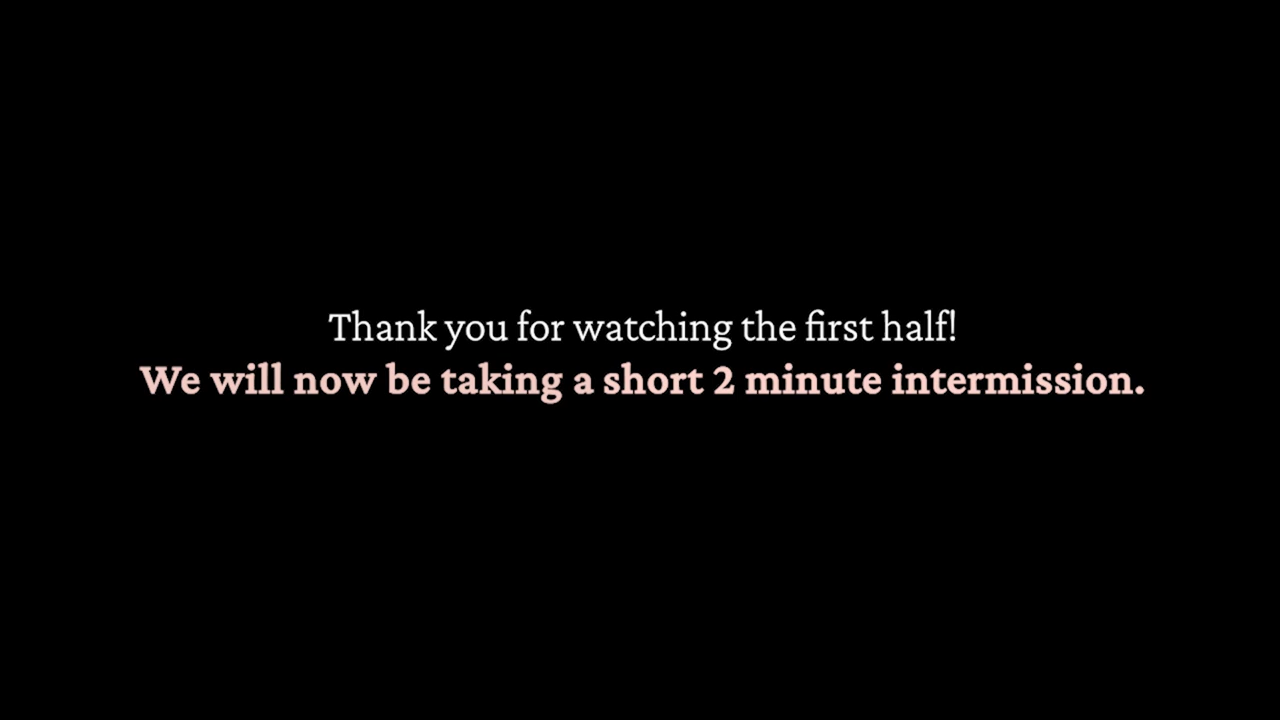 Thank you for watching the first half!
We will now be taking a short 2 minute intermission.